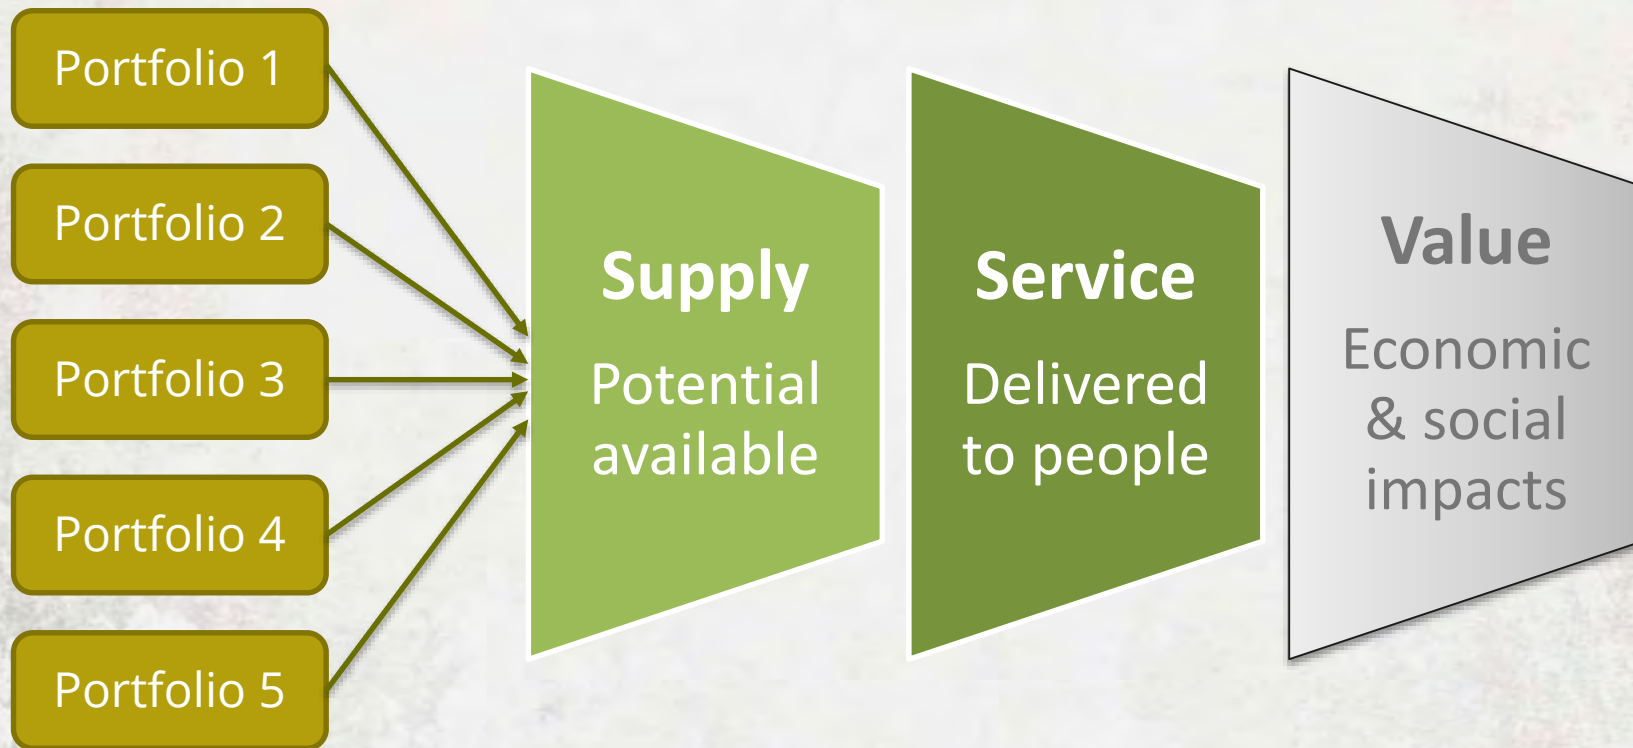 Portfolio 1
Portfolio 2
Portfolio 3
Portfolio 4
Portfolio 5
Supply
Potential
available
Service
Delivered
to people
Value
Economic
& social
impacts